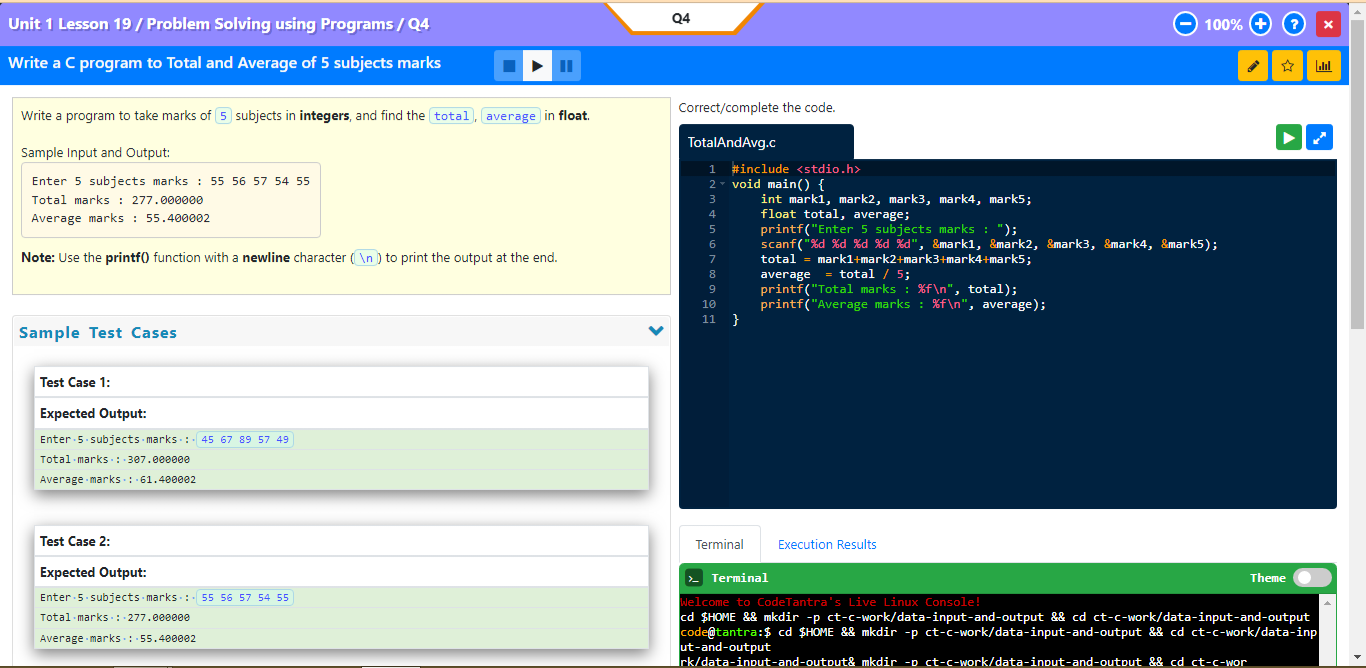 Unit 1 Lesson 19 / Problem Solving using Programs / Q4
Q4
100%
Write a C program to Total and Average of 5 subjects marks
Write a program to take marks of 5 subjects in integers, and find the total, average in float.
Sample Input and Output:
Enter 5 subjects marks : 55 56 57 54 55
Total marks : 277.000000
Average marks : 55.400002
Note: Use the printf() function with a newline character (\n) to print the output at the end.
Sample Test Cases
Test Case 1:
Expected Output:
Enter·5·subjects·marks·:·45 67 89 57 49
Total·marks·:·307.000000
Average·marks·:·61.400002
Test Case 2:
Expected Output:
Enter·5·subjects·marks·:·55 56 57 54 55
Total·marks·:·277.000000
Average·marks·:·55.400002
Correct/complete the code.
TotalAndAvg.c
1 #include <stdio.h>
2 void main() {
3 int mark1, mark2, mark3, mark4, mark5;
4 float total, average;
5 printf("Enter 5 subjects marks : ");
6 scanf("%d %d %d %d %d", &mark1, &mark2, &mark3, &mark4, &mark5);
7 total = mark1+mark2+mark3+mark4+mark5;
8 average  = total / 5;
9 printf("Total marks : %f\n", total);
10 printf("Average marks : %f\n", average);
11 }
Terminal Execution Results
Terminal Theme
Welcome to CodeTantra's Live Linux Console!
cd $HOME && mkdir -p ct-c-work/data-input-and-output && cd ct-c-work/data-input-and-output
code@tantra:$ cd $HOME && mkdir -p ct-c-work/data-input-and-output && cd ct-c-work/data-inp
ut-and-output
rk/data-input-and-output& mkdir -p ct-c-work/data-input-and-output && cd ct-c-wor